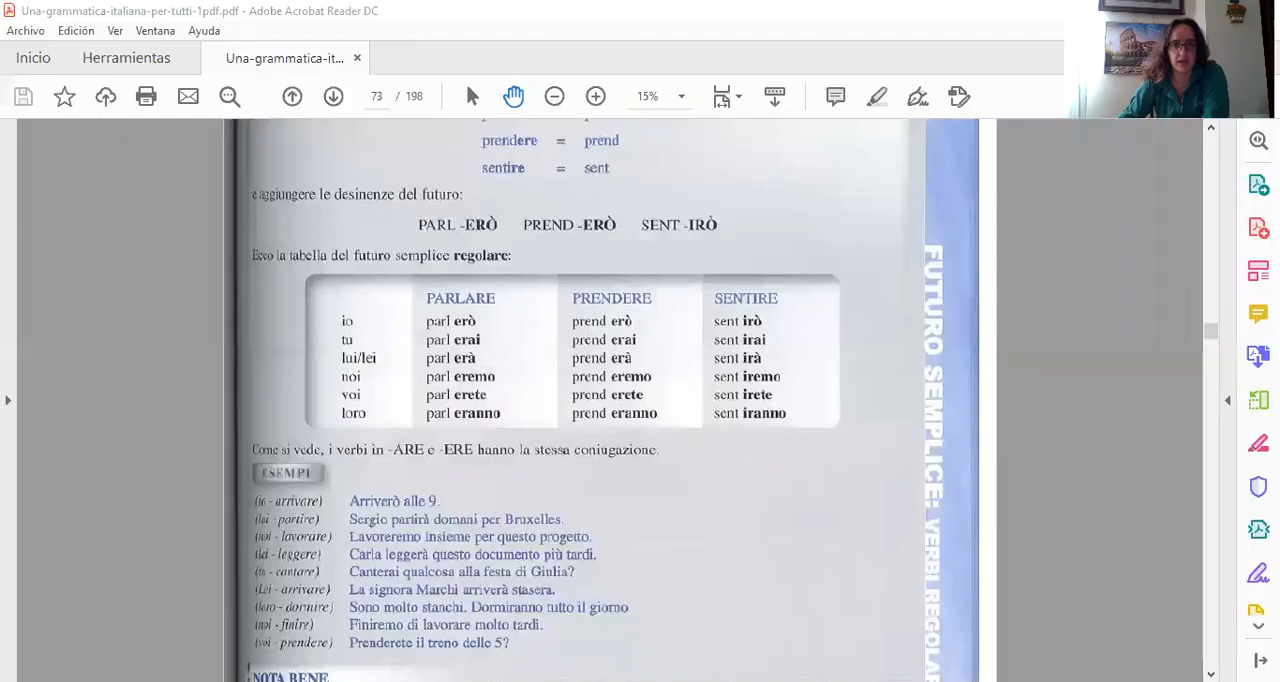 Una-grammatica-italiana-per-tutti-1pdf.pdf - Adobe Acrobat Reader DC
Archivo Edición Ver Ventana Ayuda
Inicio Herramientas Una-grammatica-it... ×
73 / 198 15%
prendere = prend
sentire = sent
e aggiungere le desinenze del futuro:
PARL -ERÒ PREND -ERÒ SENT -IRÒ
Ecco la tabella del futuro semplice regolare:
PARLARE PRENDERE SENTIRE
io parl erò prend erò sent irò
tu parl erai prend erai sent irai
lui/lei parl erà prend erà sent irà
noi parl eremo prend eremo sent iremo
voi parl erete prend erete sent irete
loro parl eranno prend eranno sent iranno
Come si vede, i verbi in -ARE e -ERE hanno la stessa coniugazione.
ESEMPI
(io - arrivare) Arriverò alle 9.
(lui - partire) Sergio partirà domani per Bruxelles.
(noi - lavorare) Lavoreremo insieme per questo progetto.
(lei - leggere) Carla leggerà questo documento più tardi.
(tu - cantare) Canterai qualcosa alla festa di Giulia?
(Lei - arrivare) La signora Marchi arriverà stasera.
(loro - dormire) Sono molto stanchi. Dormiranno tutto il giorno.
(noi - finire) Finiremo di lavorare molto tardi.
(voi - prendere) Prenderete il treno delle 5?
NOTA BENE
FUTURO SEMPLICE: VERBI REGOLAR